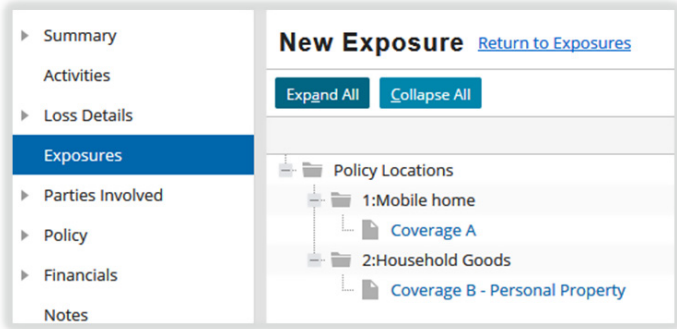 Summary
Activities
Loss Details
Exposures
Parties Involved
Policy
Financials
Notes
New Exposure Return to Exposures
Expand All Collapse All
Policy Locations
1:Mobile home
Coverage A
2:Household Goods
Coverage B - Personal Property